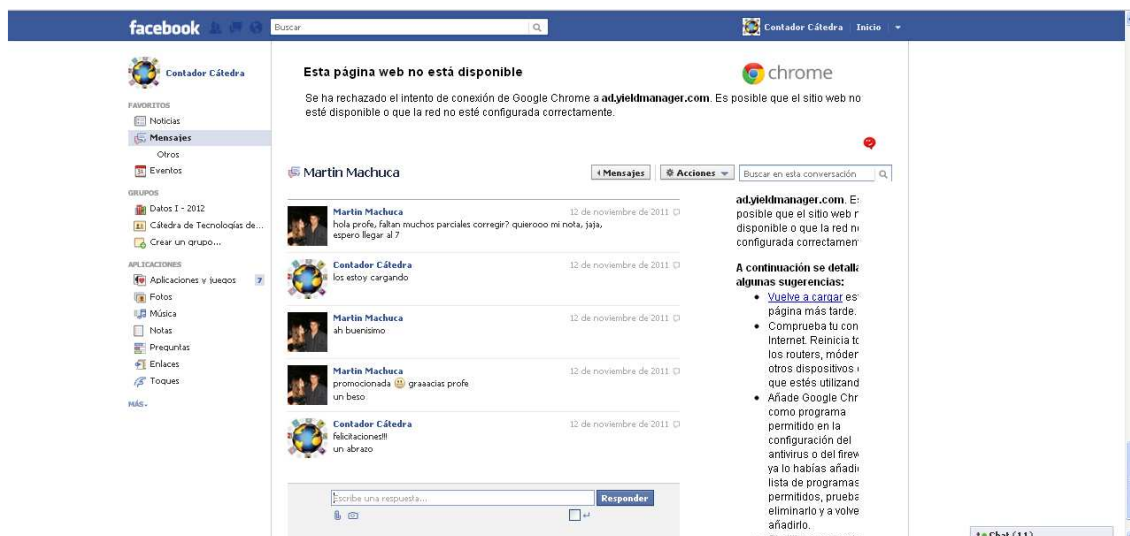 facebook
Buscar
Contador Cátedra Inicio
Contador Cátedra
FAVORITOS
Noticias
Mensajes
Otros
Eventos
GRUPOS
Datos I - 2012
Cátedra de Tecnologías de...
Crear un grupo...
APLICACIONES
Aplicaciones y juegos 7
Fotos
Música
Notas
Preguntas
Enlaces
Toques
MÁS
Esta página web no está disponible
chrome
Se ha rechazado el intento de conexión de Google Chrome a ad.yieldmanager.com. Es posible que el sitio web no
esté disponible o que la red no esté configurada correctamente.
Martin Machuca
Mensajes
Acciones
Buscar en esta conversación
Martin Machuca 12 de noviembre de 2011
hola profe, faltan muchos parciales corregir? quierooo mi nota, jaja,
espero llegar al 7
Contador Cátedra 12 de noviembre de 2011
los estoy cargando
Martin Machuca 12 de noviembre de 2011
ah buenisimo
Martin Machuca 12 de noviembre de 2011
promocionada graaacias profe
un beso
Contador Cátedra 12 de noviembre de 2011
felicitaciones!!!
un abrazo
Escribe una respuesta...
Responder
ad.yieldmanager.com. E
posible que el sitio web
disponible o que la red
configurada correctamen
A continuación se detall
algunas sugerencias:
Vuelve a cargar es
página más tarde.
Comprueba tu con
Internet. Reinicia to
los routers, móder
otros dispositivos
que estés utilizand
Añade Google Chr
como programa
permitido en la
configuración del
antivirus o del firew
ya lo habías añadi
lista de programas
permitidos, prueba
eliminarlo y a volve
añadirlo.
Chat (11)